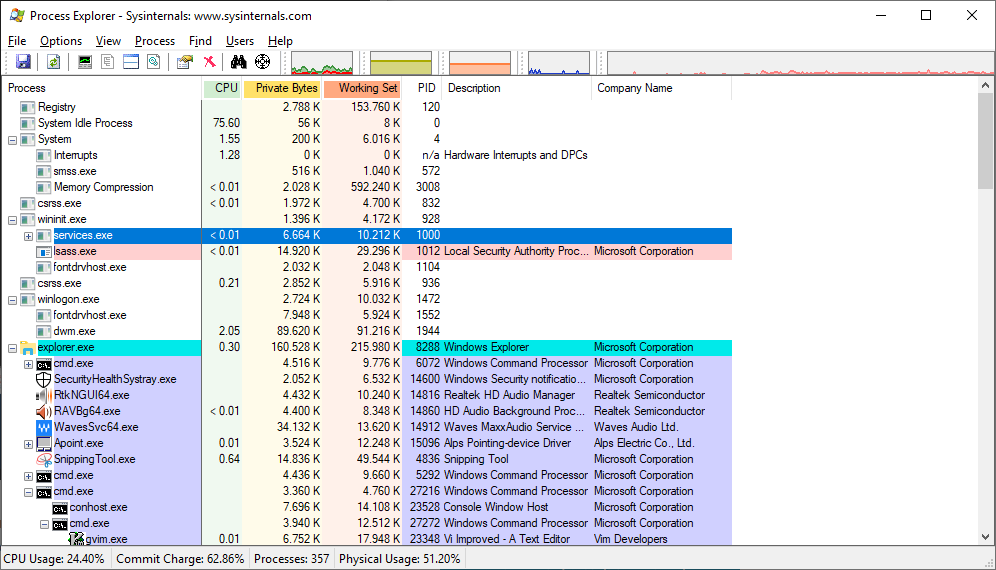 Process Explorer - Sysinternals: www.sysinternals.com
File Options View Process Find Users Help
Process CPU Private Bytes Working Set PID Description Company Name
Registry 2.788 K 153.760 K 120
System Idle Process 75.60 56 K 8 K 0
System 1.55 200 K 6.016 K 4
Interrupts 1.28 0 K 0 K n/a Hardware Interrupts and DPCs
smss.exe 516 K 1.040 K 572
Memory Compression < 0.01 2.028 K 592.240 K 3008
csrss.exe < 0.01 1.972 K 4.700 K 832
wininit.exe 1.396 K 4.172 K 928
services.exe < 0.01 6.664 K 10.212 K 1000
lsass.exe < 0.01 14.920 K 29.296 K 1012 Local Security Authority Proc... Microsoft Corporation
fontdrvhost.exe 2.032 K 2.048 K 1104
csrss.exe 0.21 2.852 K 5.916 K 936
winlogon.exe 2.724 K 10.032 K 1472
fontdrvhost.exe 7.948 K 5.924 K 1552
dwm.exe 2.05 89.620 K 91.216 K 1944
explorer.exe 0.30 160.528 K 215.980 K 8288 Windows Explorer Microsoft Corporation
cmd.exe 4.516 K 9.776 K 6072 Windows Command Processor Microsoft Corporation
SecurityHealthSystray.exe 2.052 K 6.532 K 14600 Windows Security notificatio... Microsoft Corporation
RtkNGUI64.exe 4.432 K 10.240 K 14816 Realtek HD Audio Manager Realtek Semiconductor
RAVBg64.exe < 0.01 4.400 K 8.348 K 14860 HD Audio Background Proc... Realtek Semiconductor
WavesSvc64.exe 34.132 K 13.620 K 14912 Waves MaxxAudio Service ... Waves Audio Ltd.
Apoint.exe 0.01 3.524 K 12.248 K 15096 Alps Pointing-device Driver Alps Electric Co., Ltd.
SnippingTool.exe 0.64 14.836 K 49.544 K 4836 Snipping Tool Microsoft Corporation
cmd.exe 4.436 K 9.660 K 5292 Windows Command Processor Microsoft Corporation
cmd.exe 3.360 K 4.760 K 27216 Windows Command Processor Microsoft Corporation
conhost.exe 7.696 K 14.108 K 23528 Console Window Host Microsoft Corporation
cmd.exe 3.940 K 12.512 K 27272 Windows Command Processor Microsoft Corporation
gvim.exe 0.01 6.752 K 17.948 K 23348 Vi Improved - A Text Editor Vim Developers
CPU Usage: 24.40% Commit Charge: 62.86% Processes: 357 Physical Usage: 51.20%